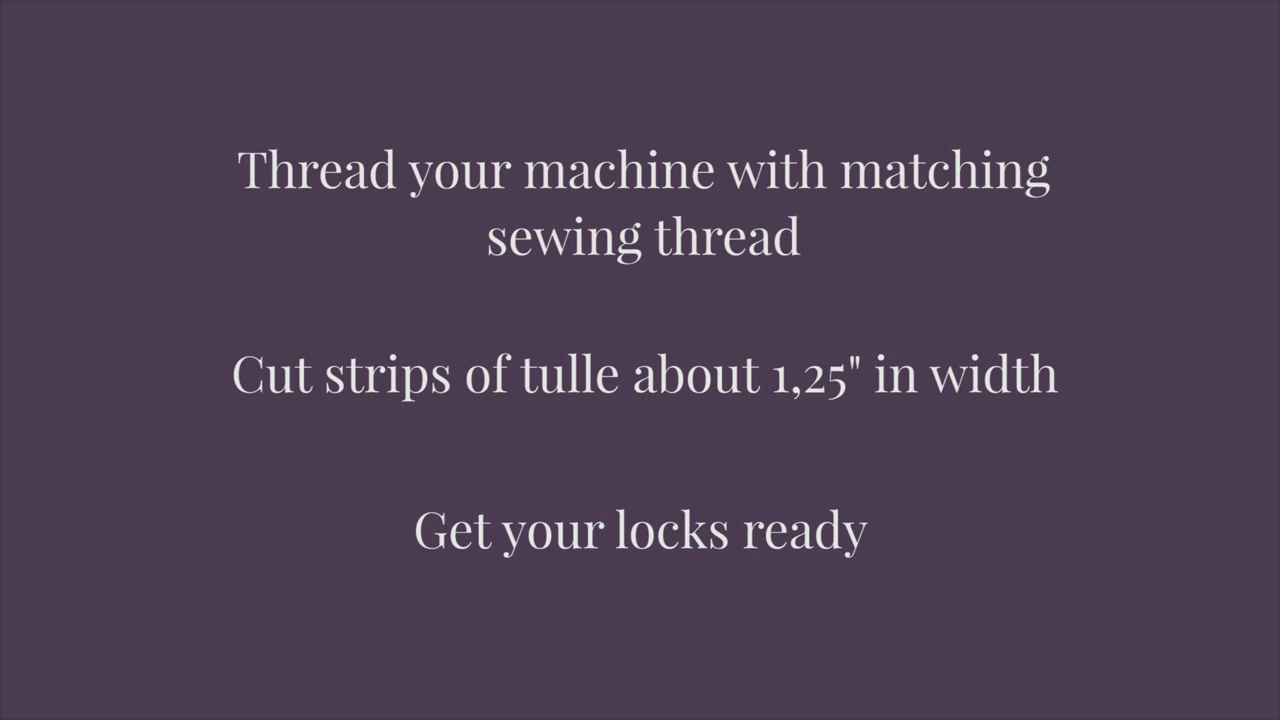 Thread your machine with matching
sewing thread
Cut strips of tulle about 1,25" in width
Get your locks ready